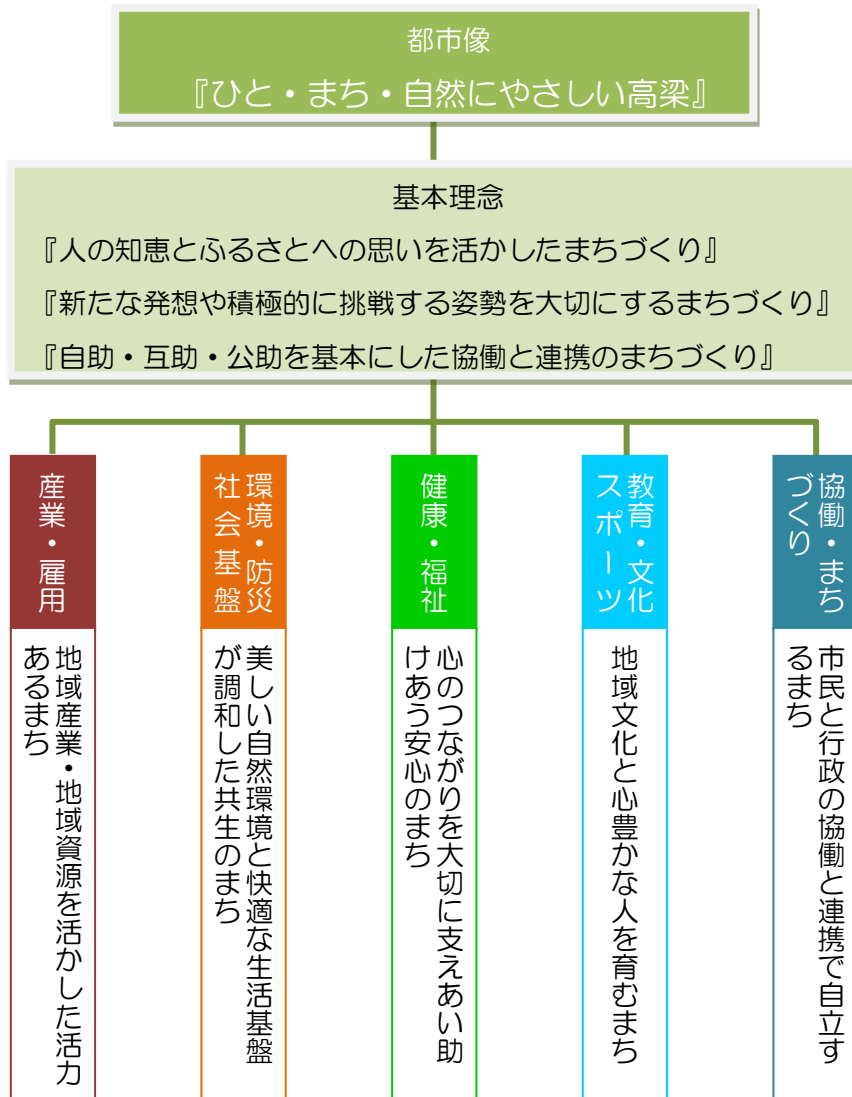 都市像
『ひと・まち・自然にやさしい高梁』
基本理念
『人の知恵とふるさとへの思いを活かしたまちづくり』
『新たな発想や積極的に挑戦する姿勢を大切にするまちづくり』
『自助・互助・公助を基本にした協働と連携のまちづくり』
産業・雇用
地域産業・地域資源を活かした活力
あるまち
環境・防災
社会基盤
美しい自然環境と快適な生活基盤
が調和した共生のまち
健康・福祉
心のつながりを大切に支えあい助
けあう安心のまち
教育・文化
スポーツ
地域文化と心豊かな人を育むまち
協働・まち
づくり
市民と行政の協働と連携で自立す
るまち